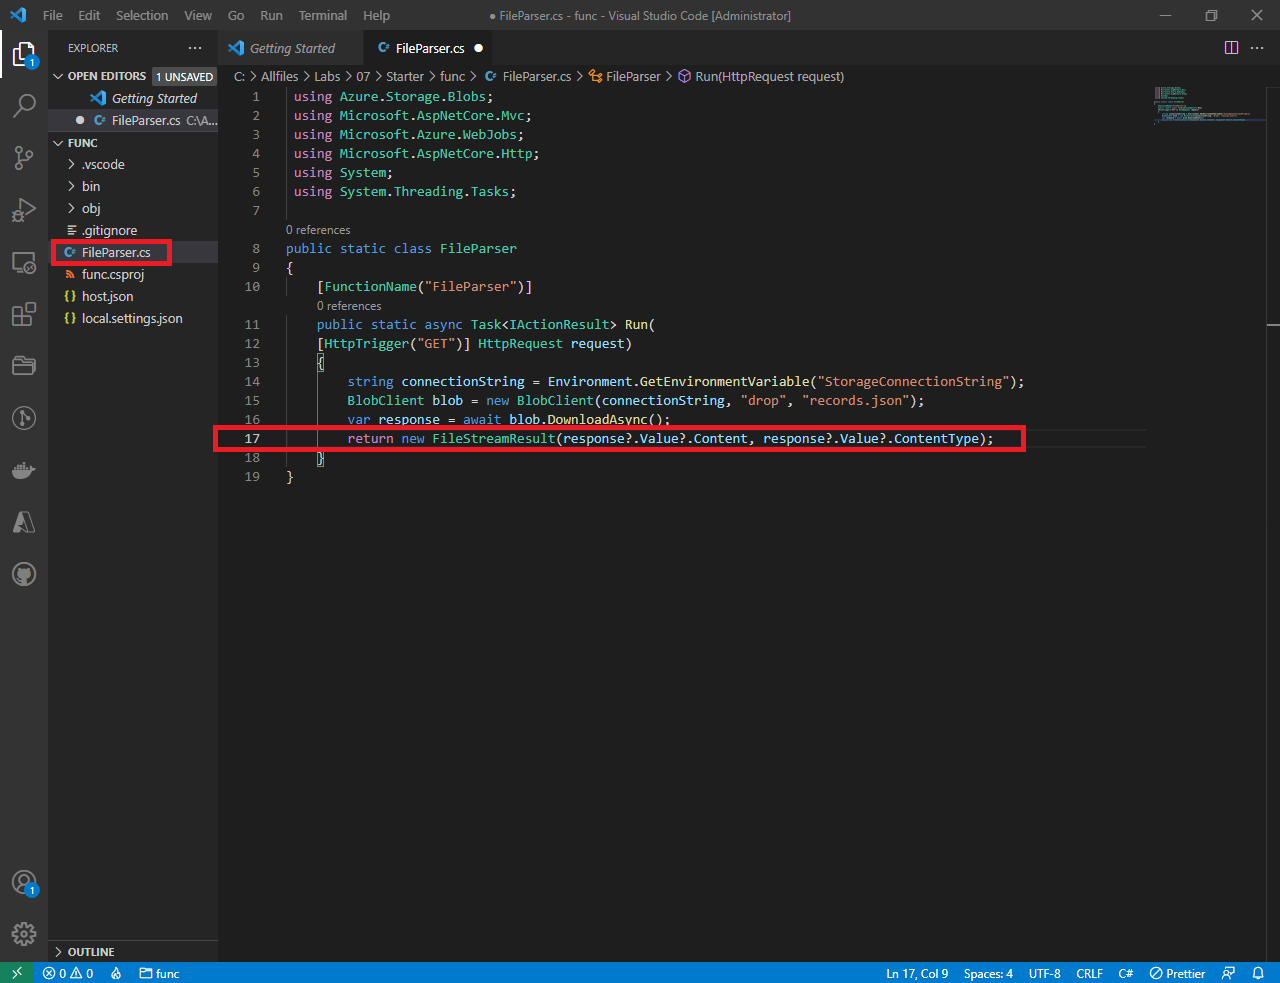 File Edit Selection View Go Run Terminal Help ● FileParser.cs - func - Visual Studio Code [Administrator]
EXPLORER ···
Getting Started FileParser.cs
OPEN EDITORS 1 UNSAVED
Getting Started
FileParser.cs C:\A...
FUNC
.vscode
bin
obj
.gitignore
FileParser.cs
func.csproj
{} host.json
{} local.settings.json
OUTLINE
C: > Allfiles > Labs > 07 > Starter > func > FileParser.cs > FileParser > Run(HttpRequest request)
1 using Azure.Storage.Blobs;
2 using Microsoft.AspNetCore.Mvc;
3 using Microsoft.Azure.WebJobs;
4 using Microsoft.AspNetCore.Http;
5 using System;
6 using System.Threading.Tasks;
7
0 references
8 public static class FileParser
9 {
10 [FunctionName("FileParser")]
0 references
11 public static async Task<IActionResult> Run(
12 [HttpTrigger("GET")] HttpRequest request)
13 {
14 string connectionString = Environment.GetEnvironmentVariable("StorageConnectionString");
15 BlobClient blob = new BlobClient(connectionString, "drop", "records.json");
16 var response = await blob.DownloadAsync();
17 return new FileStreamResult(response?.Value?.Content, response?.Value?.ContentType);
18 }
19 }
1
1
0 0 func Ln 17, Col 9 Spaces: 4 UTF-8 CRLF C# Prettier